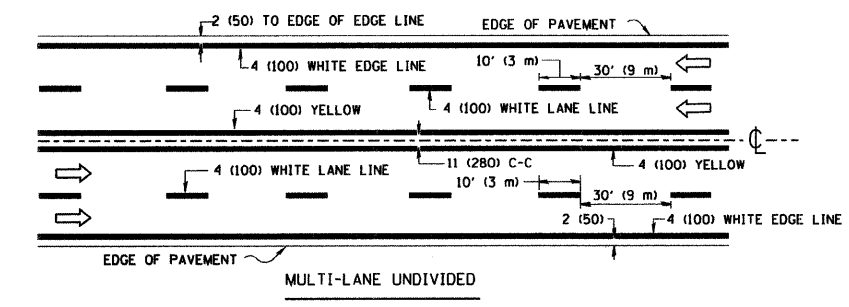 2 (50) TO EDGE OF EDGE LINE
EDGE OF PAVEMENT
4 (100) WHITE EDGE LINE
10' (3 m)
30' (9 m)
4 (100) YELLOW
4 (100) WHITE LANE LINE
℄
4 (100) WHITE LANE LINE
11 (280) C-C
4 (100) YELLOW
10' (3 m)
30' (9 m)
2 (50)
4 (100) WHITE EDGE LINE
EDGE OF PAVEMENT
MULTI-LANE UNDIVIDED